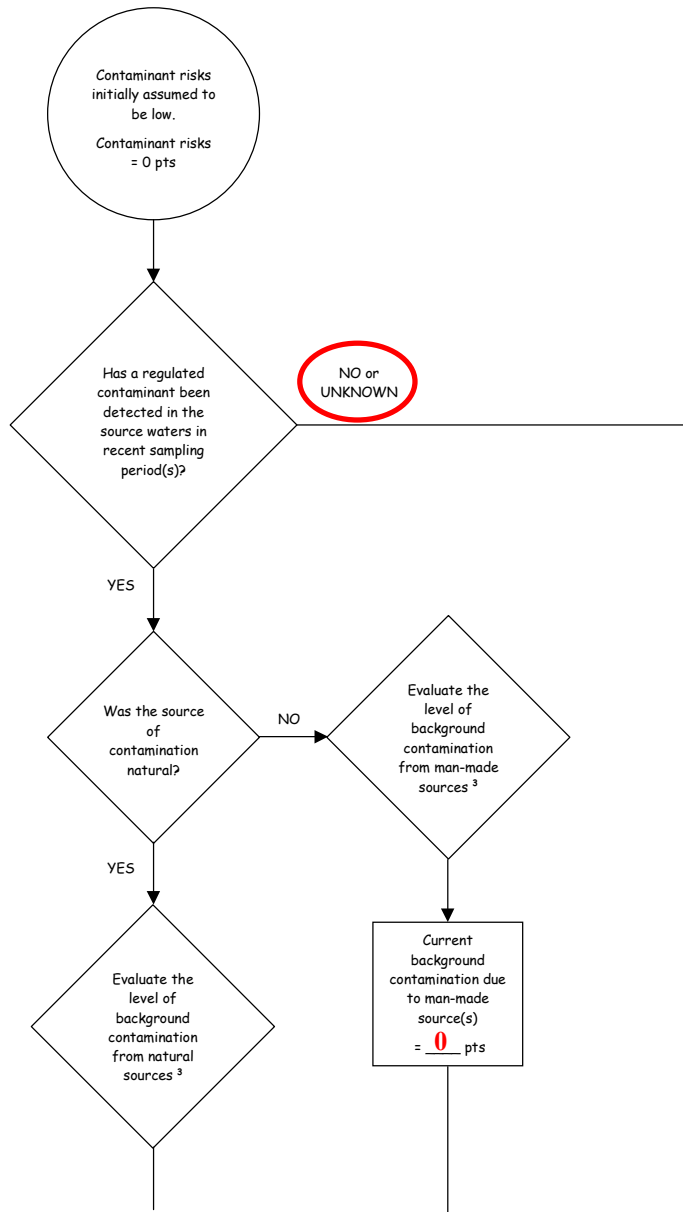 Contaminant risks
initially assumed to
be low.
Contaminant risks
= 0 pts
Has a regulated
contaminant been
detected in the
source waters in
recent sampling
period(s)?
NO or
UNKNOWN
YES
Was the source
of
contamination
natural?
NO
Evaluate the
level of
background
contamination
from man-made
sources ³
YES
Evaluate the
level of
background
contamination
from natural
sources ³
Current
background
contamination due
to man-made
source(s)
= __0__ pts